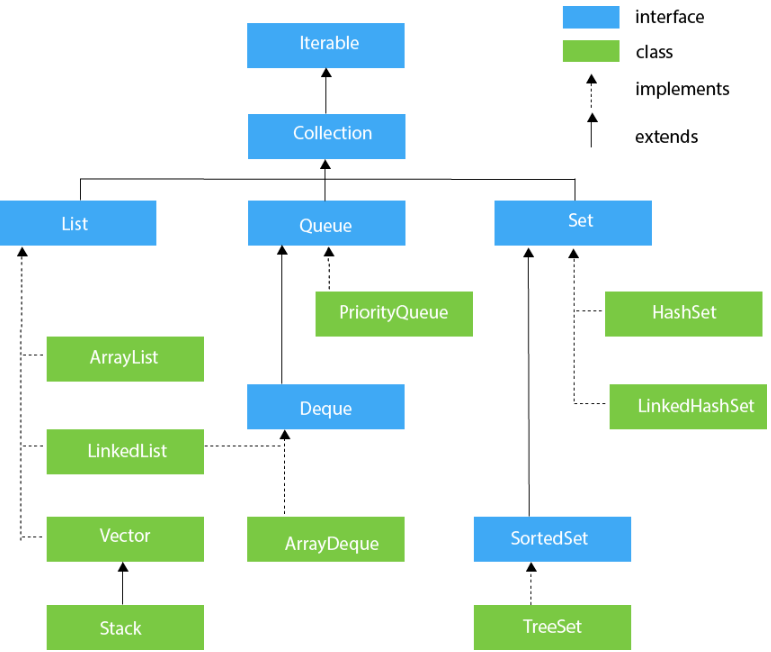 Iterable
interface
class
implements
extends
Collection
List
Queue
Set
PriorityQueue
HashSet
ArrayList
Deque
LinkedHashSet
LinkedList
Vector
ArrayDeque
SortedSet
Stack
TreeSet